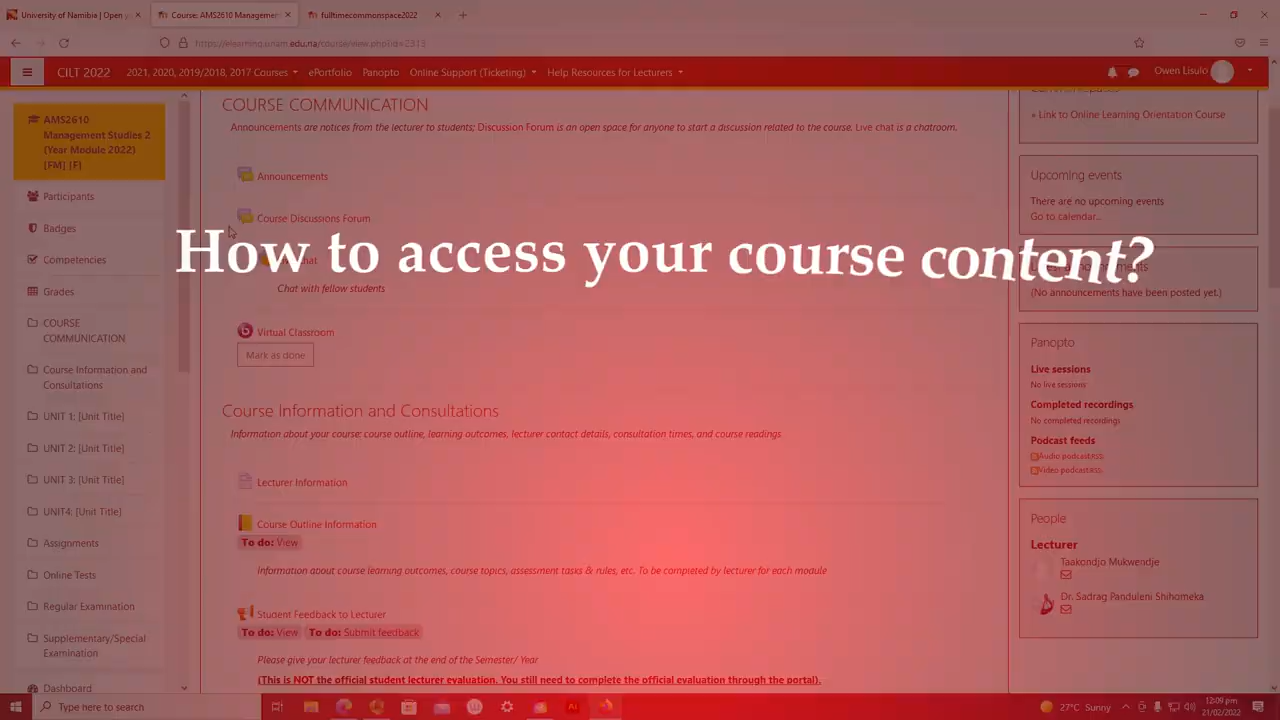 University of Namibia | Open
Course: AMS2610 Managemen
fulltimecommonspace2022
https://elearning.unam.edu.na/course/view.php?id=2313
CILT 2022
2021, 2020, 2019/2018, 2017 Courses
ePortfolio
Panopto
Online Support (Ticketing)
Help Resources for Lecturers
Owen Lisulo
AMS2610
Management Studies 2
(Year Module 2022)
[FM] [F]
Participants
Badges
Competencies
Grades
COURSE
COMMUNICATION
Course Information and
Consultations
UNIT 1: [Unit Title]
UNIT 2: [Unit Title]
UNIT 3: [Unit Title]
UNIT4: [Unit Title]
Assignments
Online Tests
Regular Examination
Supplementary/Special
Examination
Dashboard
COURSE COMMUNICATION
Announcements are notices from the lecturer to students; Discussion Forum is an open space for anyone to start a discussion related to the course. Live chat is a chatroom.
Announcements
Course Discussions Forum
How to access your course content?
Chat with fellow students
Virtual Classroom
Mark as done
Course Information and Consultations
Information about your course: course outline, learning outcomes, lecturer contact details, consultation times, and course readings
Lecturer Information
Course Outline Information
To do: View
Information about course learning outcomes, course topics, assessment tasks & rules, etc. To be completed by lecturer for each module
Student Feedback to Lecturer
To do: View To do: Submit feedback
Please give your lecturer feedback at the end of the Semester/ Year
(This is NOT the official student lecturer evaluation. You still need to complete the official evaluation through the portal).
» Link to Online Learning Orientation Course
Upcoming events
There are no upcoming events
Go to calendar...
(No announcements have been posted yet.)
Panopto
Live sessions
No live sessions
Completed recordings
No completed recordings
Podcast feeds
Audio podcast RSS
Video podcast RSS
People
Lecturer
Taakondjo Mukwendje
Dr. Sadrag Panduleni Shihomeka
Type here to search
27°C Sunny
12:09 pm
21/02/2022